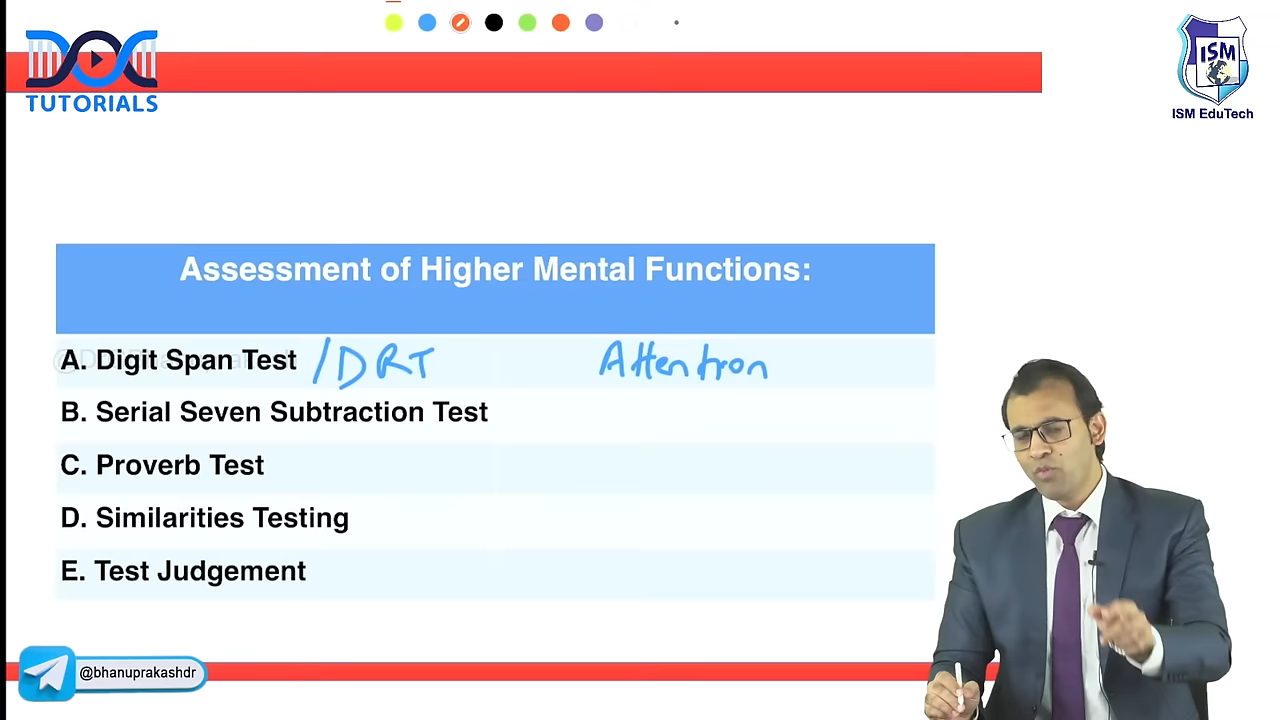 DOC
TUTORIALS
ISM
ISM EduTech
Assessment of Higher Mental Functions:
A. Digit Span Test /DRT Attention
B. Serial Seven Subtraction Test
C. Proverb Test
D. Similarities Testing
E. Test Judgement
@bhanuprakashdr